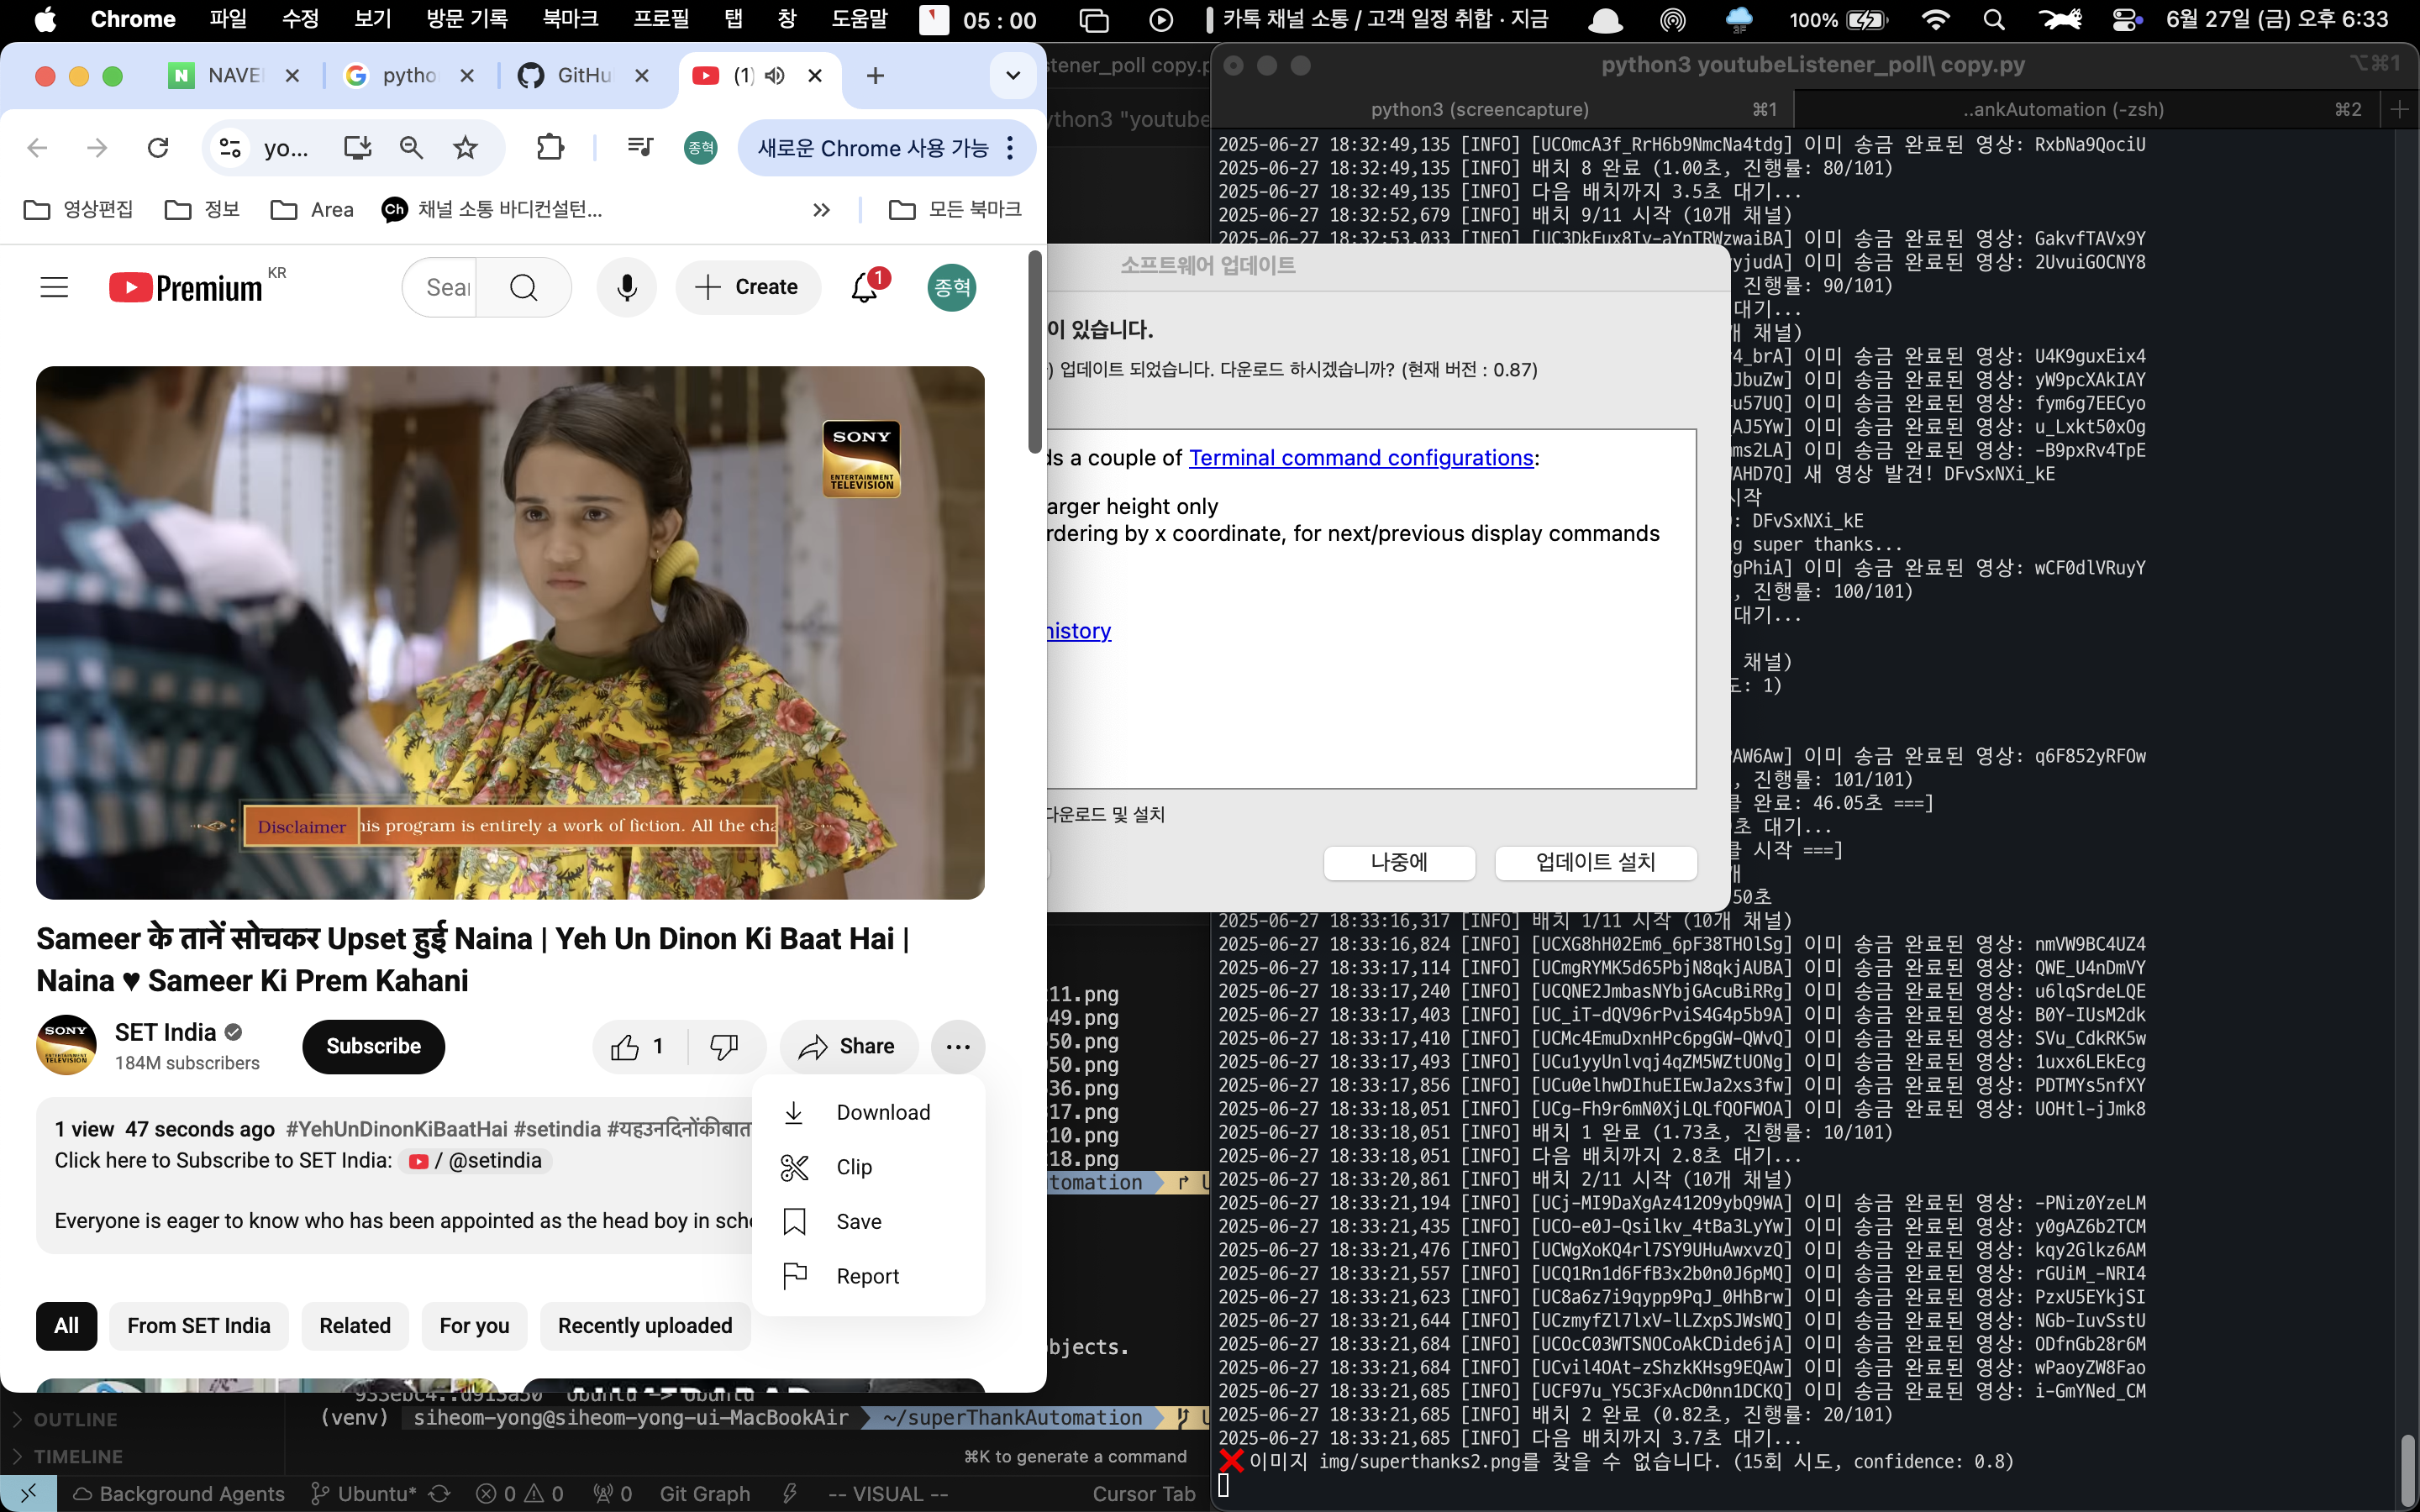 Chrome 파일 수정 보기 방문 기록 북마크 프로필 탭 창 도움말 05 : 00 카톡 채널 소통 / 고객 일정 취합 · 지금 100% 6월 27일 (금) 오후 6:33
NAVE pytho GitHu (1)
yo... 종혁 새로운 Chrome 사용 가능
영상편집 정보 Area Ch 채널 소통 바디컨설턴... 모든 북마크
Premium KR Create 1 종혁
SONY
ENTERTAINMENT
TELEVISION
Disclaimer his program is entirely a work of fiction. All the cha
Sameer के तानें सोचकर Upset हुई Naina | Yeh Un Dinon Ki Baat Hai |
Naina ♥ Sameer Ki Prem Kahani
SET India
184M subscribers
Subscribe
1
Share
Download
Clip
Save
Report
1 view 47 seconds ago #YehUnDinonKiBaatHai #setindia #यहउनदिनोंकीबात
Click here to Subscribe to SET India: / @setindia
Everyone is eager to know who has been appointed as the head boy in sch
All From SET India Related For you Recently uploaded
stener_poll copy.p
ython3 "youtube
소프트웨어 업데이트
이 있습니다.
) 업데이트 되었습니다. 다운로드 하시겠습니까? (현재 버전 : 0.87)
ds a couple of Terminal command configurations:
arger height only
rdering by x coordinate, for next/previous display commands
history
다운로드 및 설치
나중에 업데이트 설치
11.png
49.png
50.png
50.png
36.png
17.png
10.png
18.png
tomation
bjects.
(venv) siheom-yong@siheom-yong-ui-MacBookAir ~/superThankAutomation
⌘K to generate a command
OUTLINE
TIMELINE
Background Agents Ubuntu* 0 0 0 Git Graph -- VISUAL -- Cursor Tab
python3 youtubeListener_poll\ copy.py ⌥⌘1
python3 (screencapture) ⌘1 ..ankAutomation (-zsh) ⌘2
2025-06-27 18:32:49,135 [INFO] [UCOmcA3f_RrH6b9NmcNa4tdg] 이미 송금 완료된 영상: RxbNa9QociU
2025-06-27 18:32:49,135 [INFO] 배치 8 완료 (1.00초, 진행률: 80/101)
2025-06-27 18:32:49,135 [INFO] 다음 배치까지 3.5초 대기...
2025-06-27 18:32:52,679 [INFO] 배치 9/11 시작 (10개 채널)
2025-06-27 18:32:53,033 [INFO] [UC3DkFux8Iv-aYnTRWzwaiBA] 이미 송금 완료된 영상: GakvfTAVx9Y
yjudA] 이미 송금 완료된 영상: 2UvuiGOCNY8
진행률: 90/101)
대기...
개 채널)
4_brA] 이미 송금 완료된 영상: U4K9guxEix4
JbuZw] 이미 송금 완료된 영상: yW9pcXAkIAY
u57UQ] 이미 송금 완료된 영상: fym6g7EECyo
AJ5Yw] 이미 송금 완료된 영상: u_Lxkt50xOg
ms2LA] 이미 송금 완료된 영상: -B9pxRv4TpE
AHD7Q] 새 영상 발견! DFvSxNXi_kE
시작
: DFvSxNXi_kE
g super thanks...
gPhiA] 이미 송금 완료된 영상: wCF0dlVRuyY
, 진행률: 100/101)
대기...
채널)
도: 1)
AW6Aw] 이미 송금 완료된 영상: q6F852yRFOw
, 진행률: 101/101)
클 완료: 46.05초 ===]
초 대기...
클 시작 ===]
개
50초
2025-06-27 18:33:16,317 [INFO] 배치 1/11 시작 (10개 채널)
2025-06-27 18:33:16,824 [INFO] [UCXG8hH02Em6_6pF38THOlSg] 이미 송금 완료된 영상: nmVW9BC4UZ4
2025-06-27 18:33:17,114 [INFO] [UCmgRYMK5d65PbjN8qkjAUBA] 이미 송금 완료된 영상: QWE_U4nDmVY
2025-06-27 18:33:17,240 [INFO] [UCQNE2JmbasNYbjGAcuBiRRg] 이미 송금 완료된 영상: u6lqSrdeLQE
2025-06-27 18:33:17,403 [INFO] [UC_iT-dQV96rPviS4G4p5b9A] 이미 송금 완료된 영상: B0Y-IUsM2dk
2025-06-27 18:33:17,410 [INFO] [UCMc4EmuDxnHPc6pgGW-QWvQ] 이미 송금 완료된 영상: SVu_CdkRK5w
2025-06-27 18:33:17,493 [INFO] [UCu1yyUnlvqj4qZM5WZtUONg] 이미 송금 완료된 영상: 1uxx6LEkEcg
2025-06-27 18:33:17,856 [INFO] [UCu0elhwDIhuEIEwJa2xs3fw] 이미 송금 완료된 영상: PDTMYs5nfXY
2025-06-27 18:33:18,051 [INFO] [UCg-Fh9r6mN0XjLQLfQOFWOA] 이미 송금 완료된 영상: UOHtl-jJmk8
2025-06-27 18:33:18,051 [INFO] 배치 1 완료 (1.73초, 진행률: 10/101)
2025-06-27 18:33:18,051 [INFO] 다음 배치까지 2.8초 대기...
2025-06-27 18:33:20,861 [INFO] 배치 2/11 시작 (10개 채널)
2025-06-27 18:33:21,194 [INFO] [UCj-MI9DaXgAz412O9ybQ9WA] 이미 송금 완료된 영상: -PNiz0YzeLM
2025-06-27 18:33:21,435 [INFO] [UCO-e0J-Qsilkv_4tBa3LyYw] 이미 송금 완료된 영상: y0gAZ6b2TCM
2025-06-27 18:33:21,476 [INFO] [UCWgXoKQ4rl7SY9UHuAwxvzQ] 이미 송금 완료된 영상: kqy2Glkz6AM
2025-06-27 18:33:21,557 [INFO] [UCQ1Rn1d6FfB3x2b0n0J6pMQ] 이미 송금 완료된 영상: rGUiM_-NRI4
2025-06-27 18:33:21,623 [INFO] [UC8a6z7i9qypp9PqJ_0HhBrw] 이미 송금 완료된 영상: PzxU5EYkjSI
2025-06-27 18:33:21,644 [INFO] [UCzmyfZl7lxV-lLZxpSJWsWQ] 이미 송금 완료된 영상: NGb-IuvSstU
2025-06-27 18:33:21,684 [INFO] [UCOcC03WTSNOCoAkCDide6jA] 이미 송금 완료된 영상: ODfnGb28r6M
2025-06-27 18:33:21,684 [INFO] [UCvil4OAt-zShzkKHsg9EQAw] 이미 송금 완료된 영상: wPaoyZW8Fao
2025-06-27 18:33:21,685 [INFO] [UCF97u_Y5C3FxAcD0nn1DCKQ] 이미 송금 완료된 영상: i-GmYNed_CM
2025-06-27 18:33:21,685 [INFO] 배치 2 완료 (0.82초, 진행률: 20/101)
2025-06-27 18:33:21,685 [INFO] 다음 배치까지 3.7초 대기...
❌ 이미지 img/superthanks2.png를 찾을 수 없습니다. (15회 시도, confidence: 0.8)